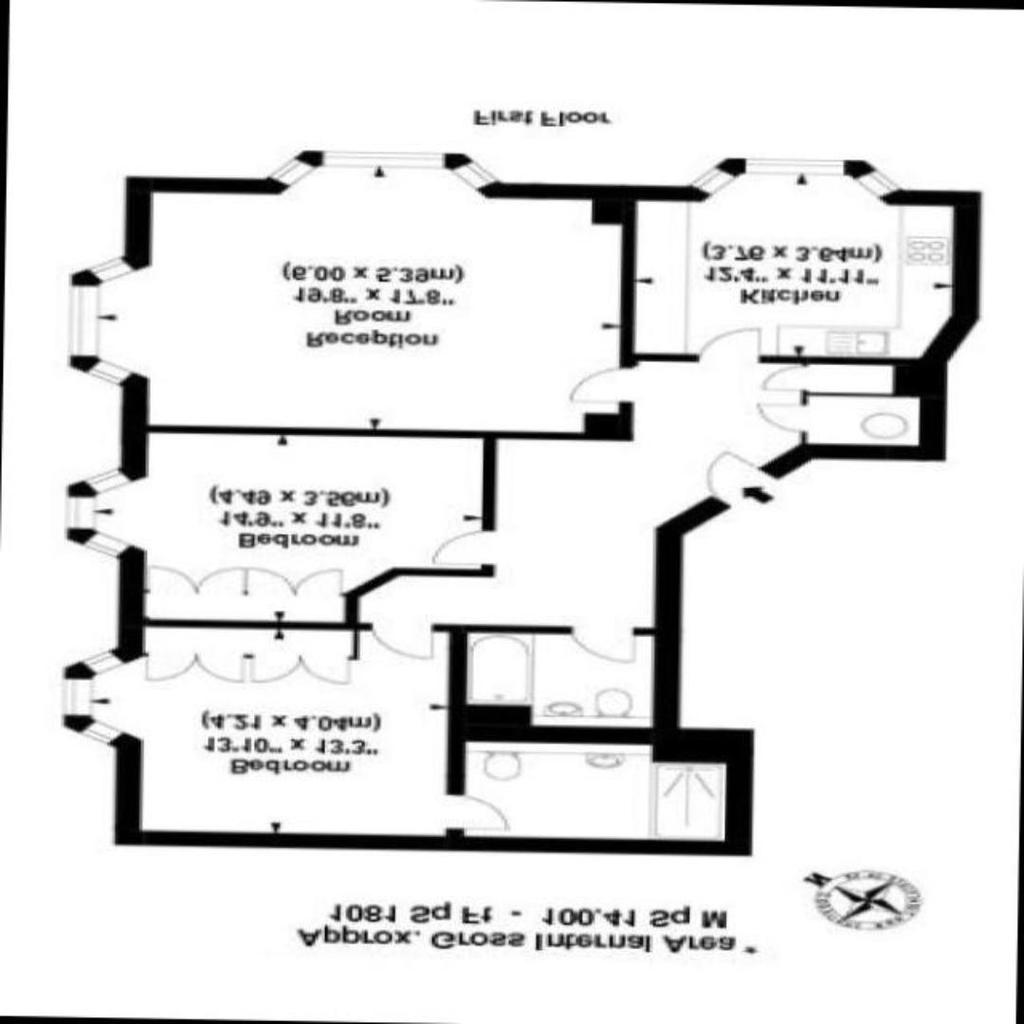 Approx. Gross Internal Area *
1081 Sq Ft - 100.41 Sq M
Bedroom
13'10" x 13'3"
(4.21 x 4.04m)
Bedroom
14'9" x 11'8"
(4.49 x 3.56m)
Reception
Room
19'8" x 17'8"
(6.00 x 5.39m)
Kitchen
12'4" x 11'11"
(3.76 x 3.64m)
First Floor
N